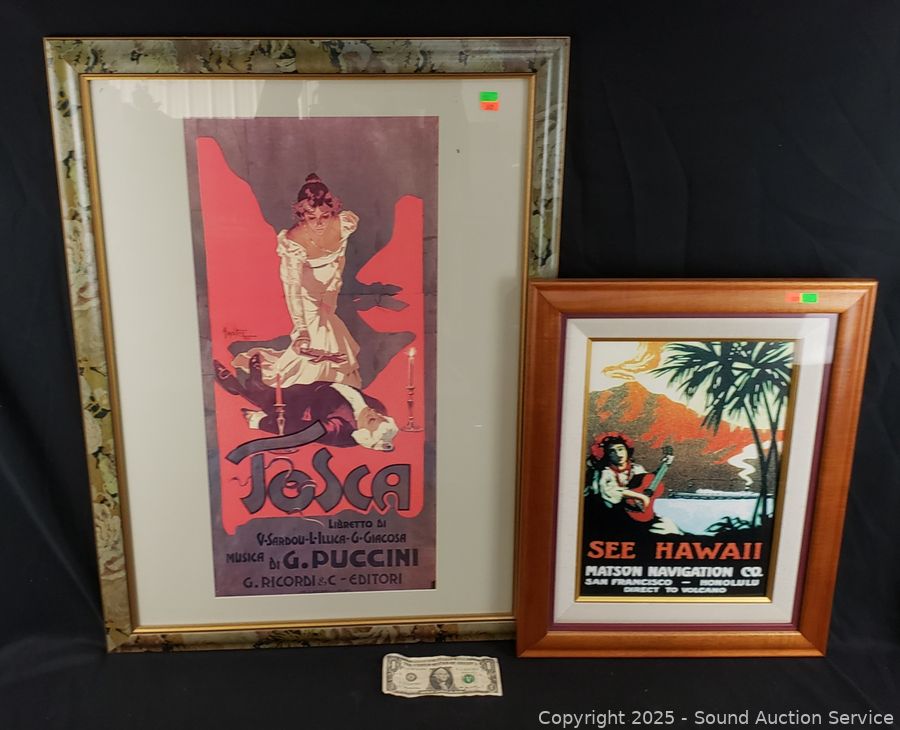 Tosca
LIBRETTO DI
V-SARDOU-L-ILLICA-G-GIACOSA
MUSICA DI G. PUCCINI
G. RICORDI & C - EDITORI
SEE HAWAII
MATSON NAVIGATION CO.
SAN FRANCISCO — HONOLULU
DIRECT TO VOLCANO
Copyright © 2025 - Sound Auction Service